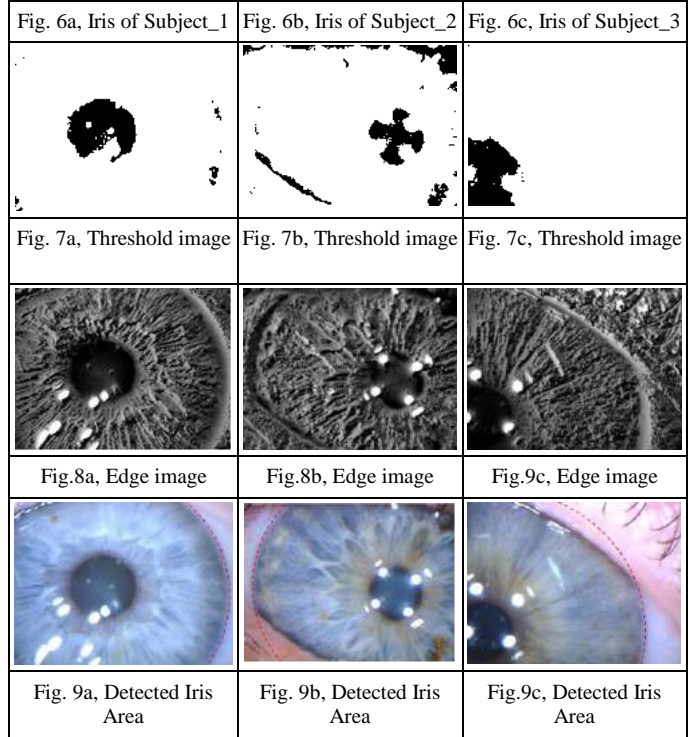 Fig. 6a, Iris of Subject_1
Fig. 6b, Iris of Subject_2
Fig. 6c, Iris of Subject_3
Fig. 7a, Threshold image
Fig. 7b, Threshold image
Fig. 7c, Threshold image
Fig.8a, Edge image
Fig.8b, Edge image
Fig.9c, Edge image
Fig. 9a, Detected Iris
Area
Fig. 9b, Detected Iris
Area
Fig.9c, Detected Iris
Area